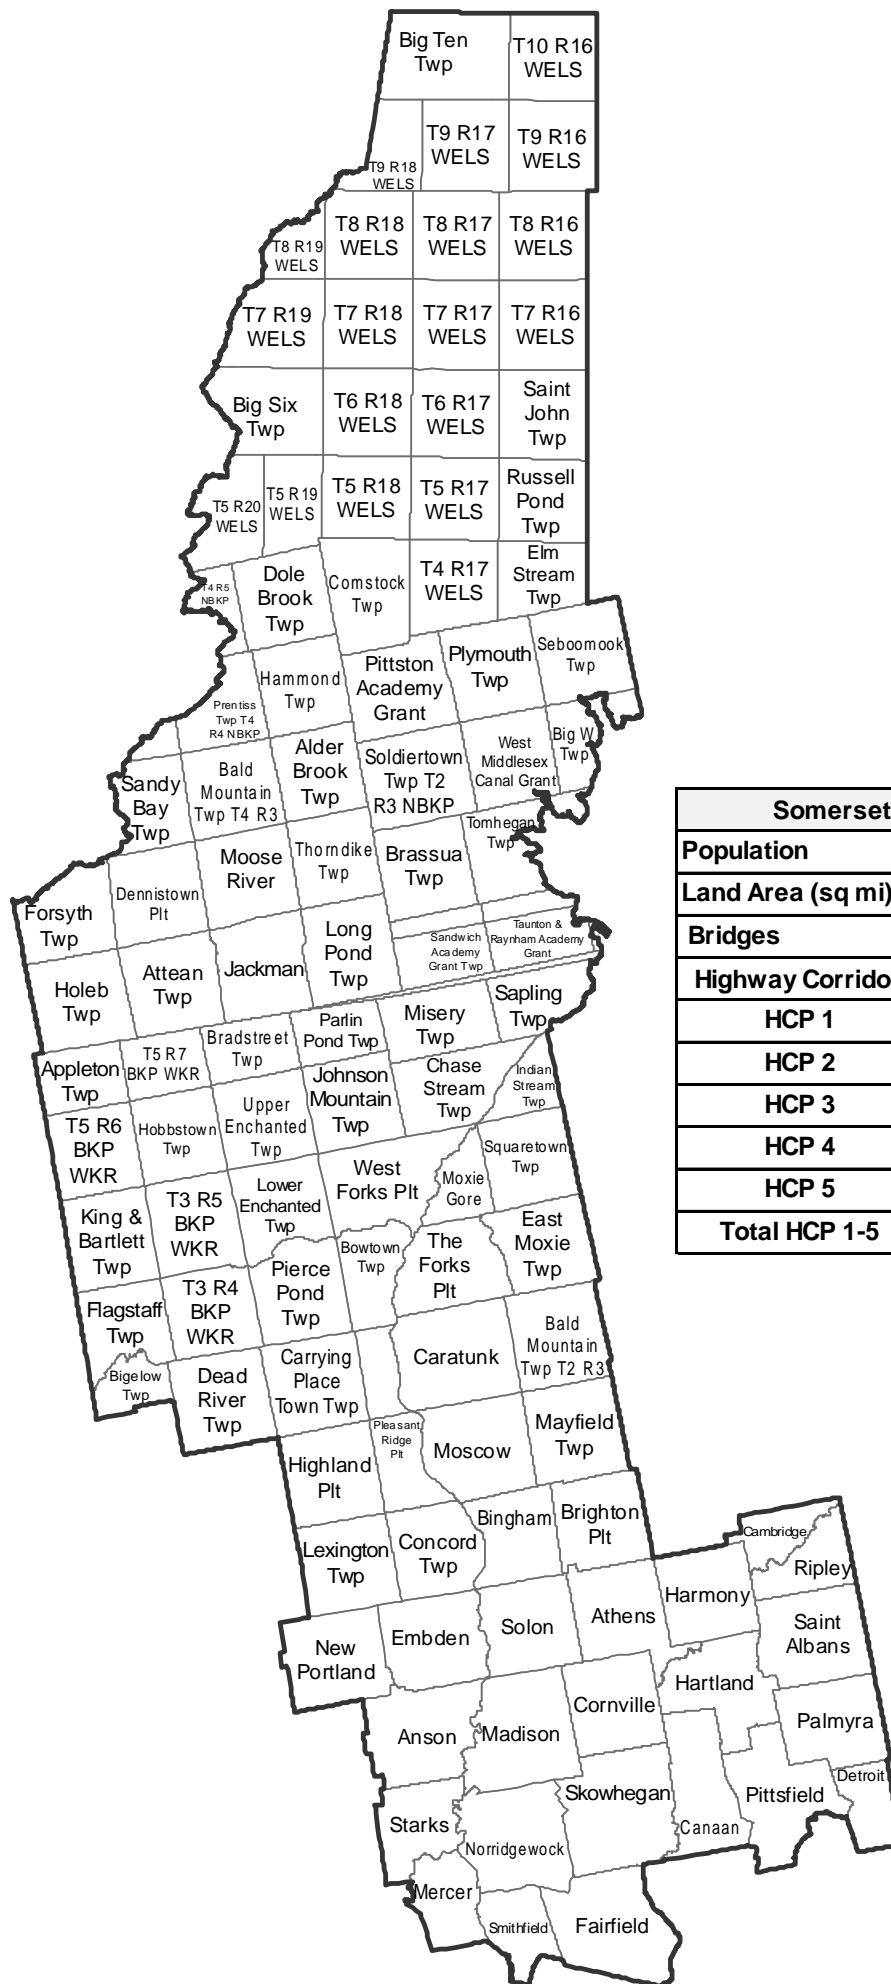 Big Ten
Twp
T10 R16
WELS
T9 R18
WELS
T9 R17
WELS
T9 R16
WELS
T8 R19
WELS
T8 R18
WELS
T8 R17
WELS
T8 R16
WELS
T7 R19
WELS
T7 R18
WELS
T7 R17
WELS
T7 R16
WELS
Big Six
Twp
T6 R18
WELS
T6 R17
WELS
Saint
John
Twp
T5 R20
WELS
T5 R19
WELS
T5 R18
WELS
T5 R17
WELS
Russell
Pond
Twp
T4 R5
NBKP
Dole
Brook
Twp
Comstock
Twp
T4 R17
WELS
Elm
Stream
Twp
Prentiss
Twp T4
R4 NBKP
Hammond
Twp
Pittston
Academy
Grant
Plymouth
Twp
Seboomook
Twp
Sandy
Bay
Twp
Bald
Mountain
Twp T4 R3
Alder
Brook
Twp
Soldiertown
Twp T2
R3 NBKP
West
Middlesex
Canal Grant
Big W
Twp
Forsyth
Twp
Dennistown
Plt
Moose
River
Thorndike
Twp
Brassua
Twp
Tomhegan
Twp
Holeb
Twp
Attean
Twp
Jackman
Long
Pond
Twp
Sandwich
Academy
Grant Twp
Taunton &
Raynham Academy
Grant
Appleton
Twp
T5 R7
BKP WKR
Bradstreet
Twp
Parlin
Pond Twp
Misery
Twp
Sapling
Twp
T5 R6
BKP
WKR
Hobbstown
Twp
Upper
Enchanted
Twp
Johnson
Mountain
Twp
Chase
Stream
Twp
Indian
Stream
Twp
King &
Bartlett
Twp
T3 R5
BKP
WKR
Lower
Enchanted
Twp
West
Forks Plt
Moxie
Gore
Squaretown
Twp
Flagstaff
Twp
T3 R4
BKP
WKR
Pierce
Pond
Twp
Bowtown
Twp
The
Forks
Plt
East
Moxie
Twp
Bigelow
Twp
Dead
River
Twp
Carrying
Place
Town Twp
Caratunk
Bald
Mountain
Twp T2 R3
Highland
Plt
Pleasant
Ridge
Plt
Moscow
Mayfield
Twp
Lexington
Twp
Concord
Twp
Bingham
Brighton
Plt
Cambridge
Ripley
New
Portland
Embden
Solon
Athens
Harmony
Saint
Albans
Anson
Madison
Cornville
Hartland
Palmyra
Starks
Norridgewock
Skowhegan
Canaan
Pittsfield
Detroit
Mercer
Smithfield
Fairfield
Somerset
Population
Land Area (sq mi)
Bridges
Highway Corrido
HCP 1
HCP 2
HCP 3
HCP 4
HCP 5
Total HCP 1-5